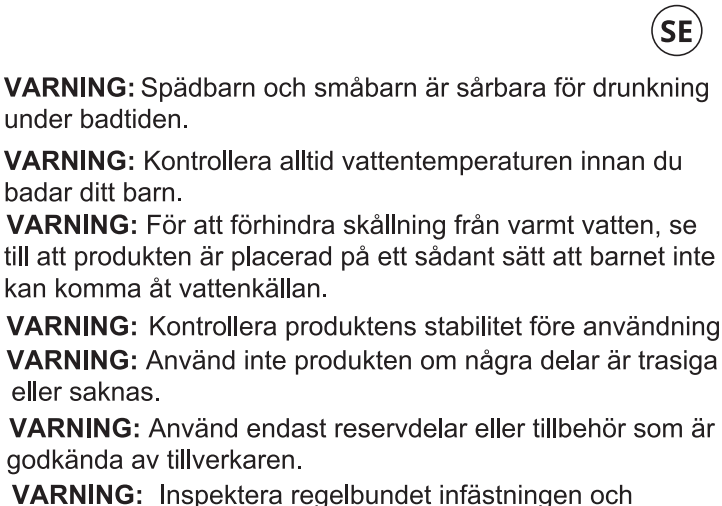 SE
VARNING: Spädbarn och småbarn är sårbara för drunkning
under badtiden.
VARNING: Kontrollera alltid vattentemperaturen innan du
badar ditt barn.
VARNING: För att förhindra skållning från varmt vatten, se
till att produkten är placerad på ett sådant sätt att barnet inte
kan komma åt vattenkällan.
VARNING: Kontrollera produktens stabilitet före användning
VARNING: Använd inte produkten om några delar är trasiga
eller saknas.
VARNING: Använd endast reservdelar eller tillbehör som är
godkända av tillverkaren.
VARNING: Inspektera regelbundet infästningen och